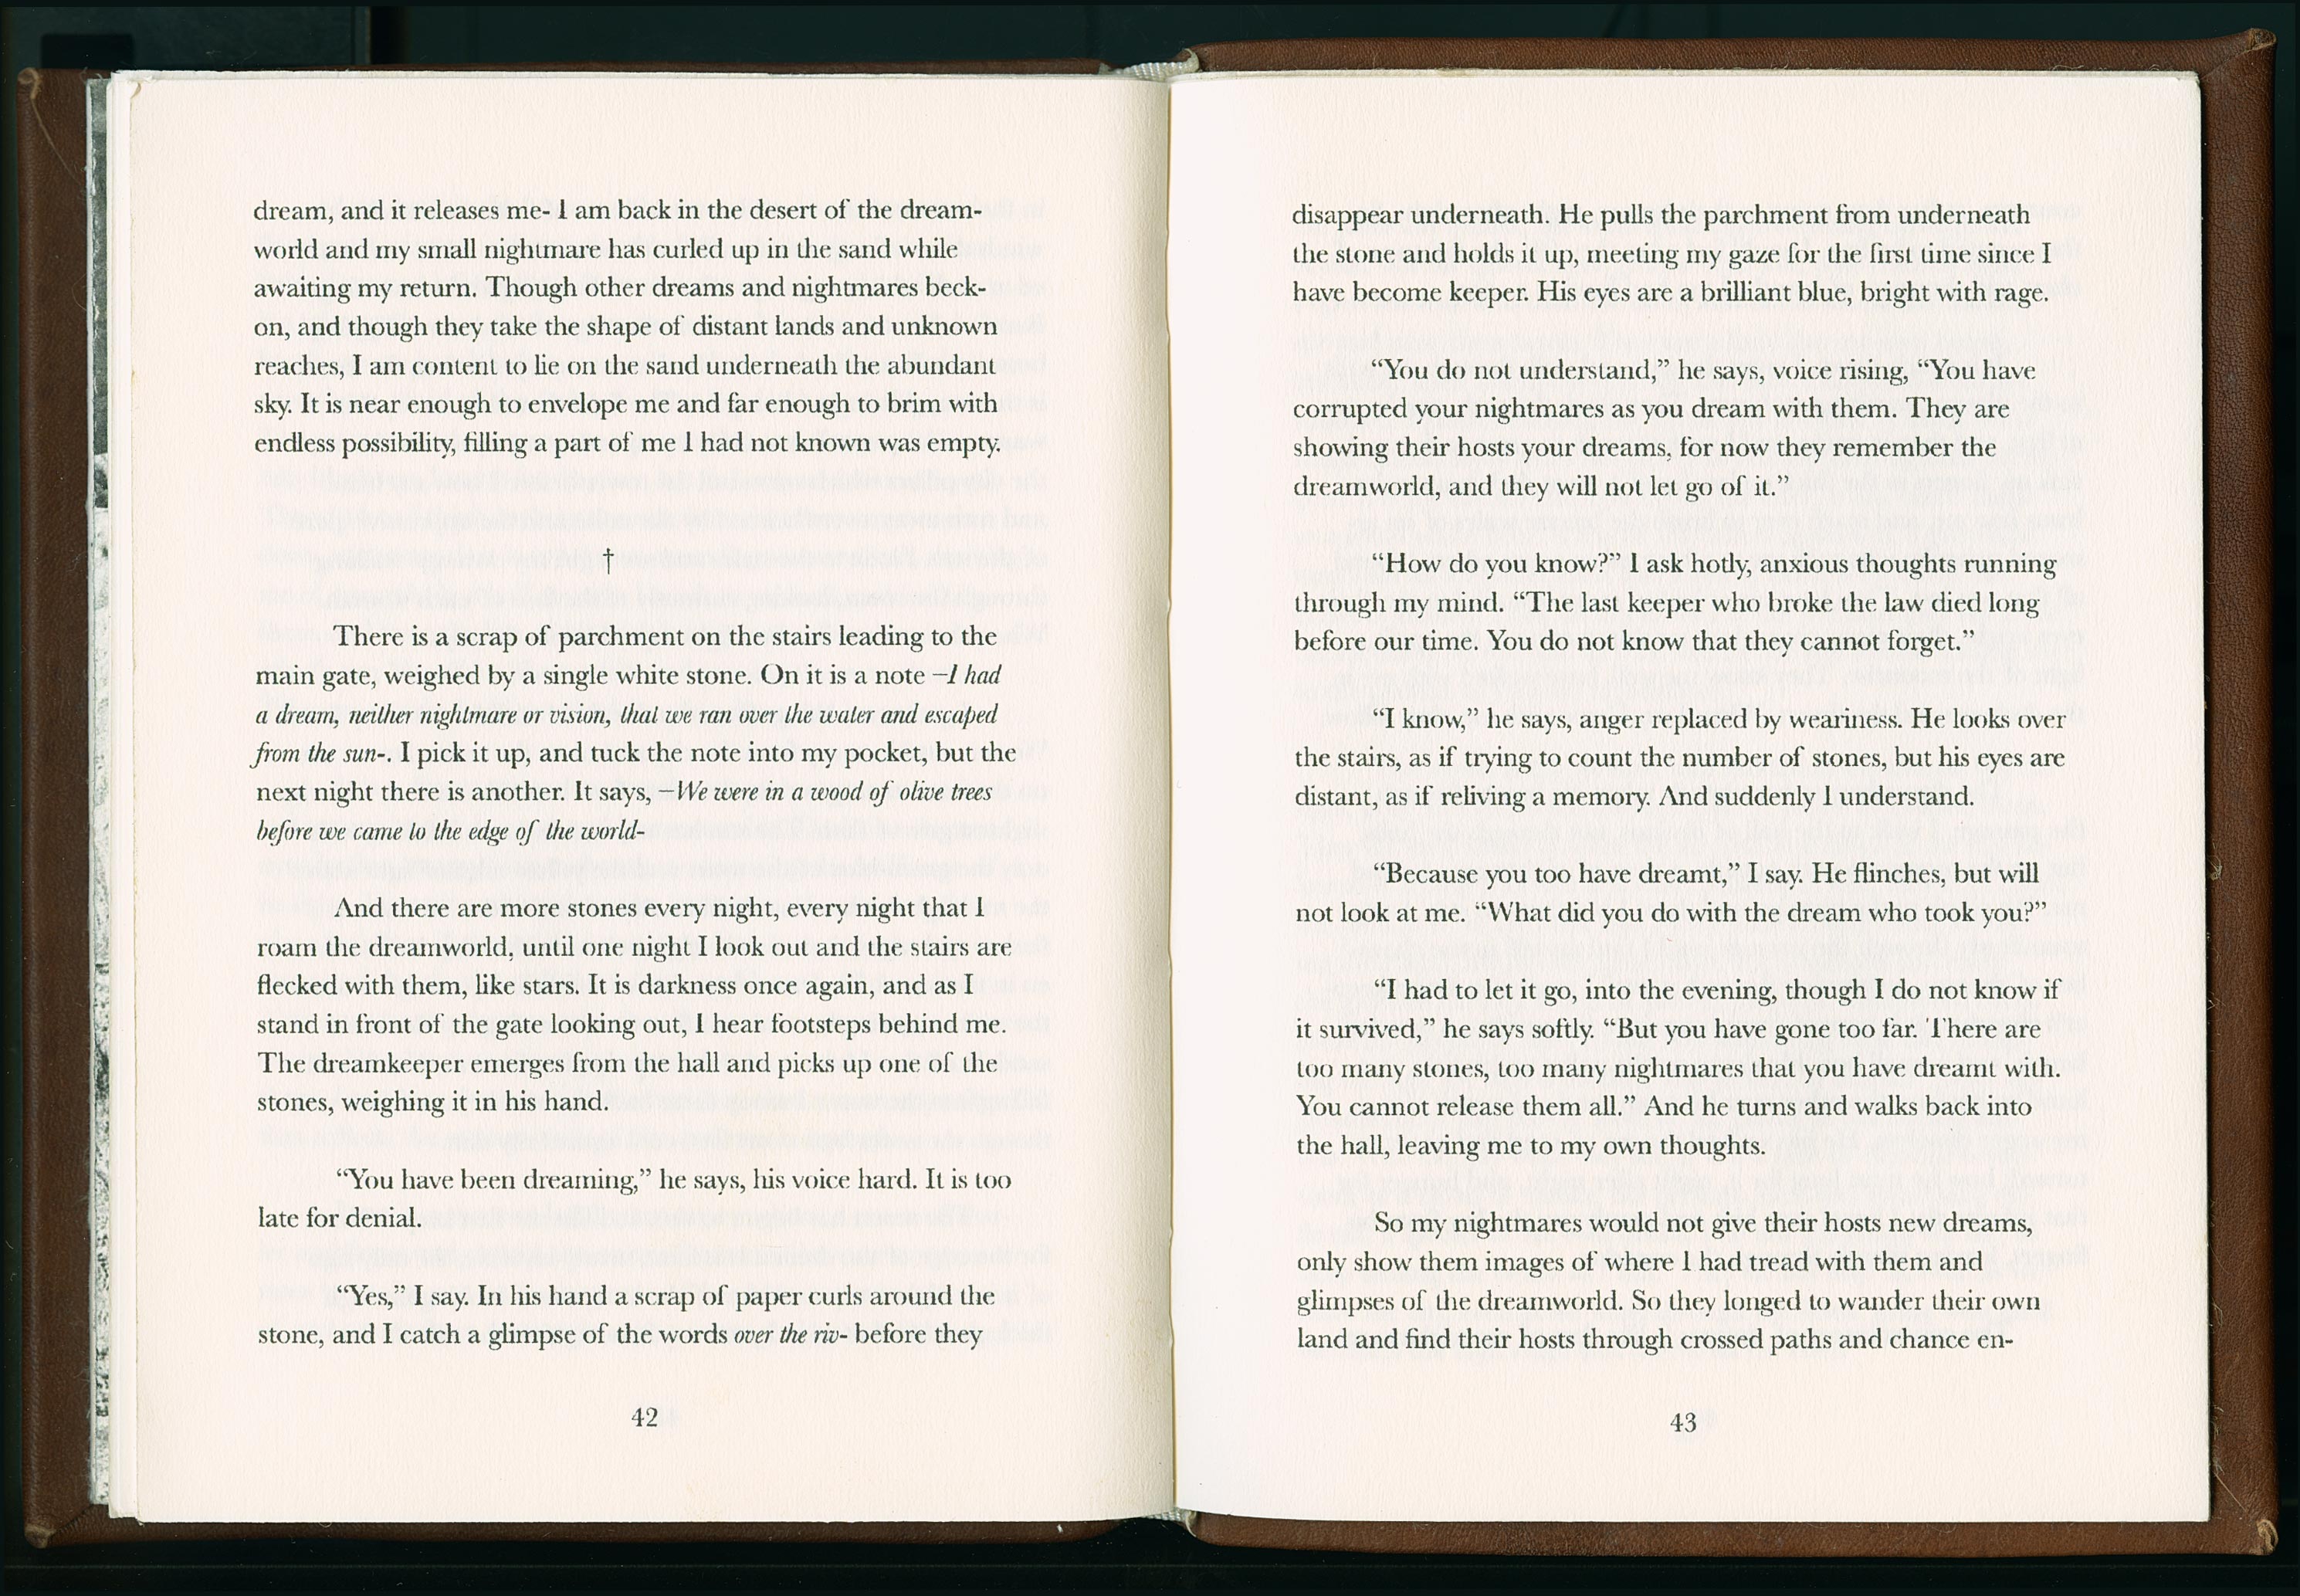 dream, and it releases me- I am back in the desert of the dream-
world and my small nightmare has curled up in the sand while
awaiting my return. Though other dreams and nightmares beck-
on, and though they take the shape of distant lands and unknown
reaches, I am content to lie on the sand underneath the abundant
sky. It is near enough to envelope me and far enough to brim with
endless possibility, filling a part of me I had not known was empty.
†
There is a scrap of parchment on the stairs leading to the
main gate, weighed by a single white stone. On it is a note –I had
a dream, neither nightmare or vision, that we ran over the water and escaped
from the sun-. I pick it up, and tuck the note into my pocket, but the
next night there is another. It says, –We were in a wood of olive trees
before we came to the edge of the world-
And there are more stones every night, every night that I
roam the dreamworld, until one night I look out and the stairs are
flecked with them, like stars. It is darkness once again, and as I
stand in front of the gate looking out, I hear footsteps behind me.
The dreamkeeper emerges from the hall and picks up one of the
stones, weighing it in his hand.
“You have been dreaming,” he says, his voice hard. It is too
late for denial.
“Yes,” I say. In his hand a scrap of paper curls around the
stone, and I catch a glimpse of the words over the riv- before they
42
disappear underneath. He pulls the parchment from underneath
the stone and holds it up, meeting my gaze for the first time since I
have become keeper. His eyes are a brilliant blue, bright with rage.
“You do not understand,” he says, voice rising, “You have
corrupted your nightmares as you dream with them. They are
showing their hosts your dreams, for now they remember the
dreamworld, and they will not let go of it.”
“How do you know?” I ask hotly, anxious thoughts running
through my mind. “The last keeper who broke the law died long
before our time. You do not know that they cannot forget.”
“I know,” he says, anger replaced by weariness. He looks over
the stairs, as if trying to count the number of stones, but his eyes are
distant, as if reliving a memory. And suddenly I understand.
“Because you too have dreamt,” I say. He flinches, but will
not look at me. “What did you do with the dream who took you?”
“I had to let it go, into the evening, though I do not know if
it survived,” he says softly. “But you have gone too far. There are
too many stones, too many nightmares that you have dreamt with.
You cannot release them all.” And he turns and walks back into
the hall, leaving me to my own thoughts.
So my nightmares would not give their hosts new dreams,
only show them images of where I had tread with them and
glimpses of the dreamworld. So they longed to wander their own
land and find their hosts through crossed paths and chance en-
43